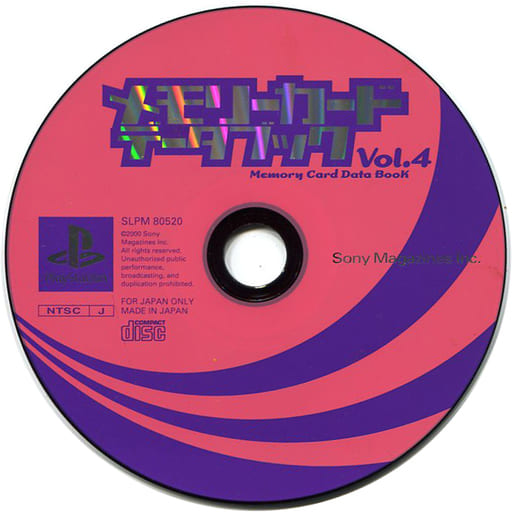 メモリーカード
データブック
Vol.4
Memory Card Data Book
SLPM 80520
©2000 Sony
Magazines Inc.
All rights reserved.
Unauthorized public
performance,
broadcasting, and
duplication prohibited.
PlayStation
NTSC J
FOR JAPAN ONLY
MADE IN JAPAN
COMPACT
disc
Sony Magazines Inc.